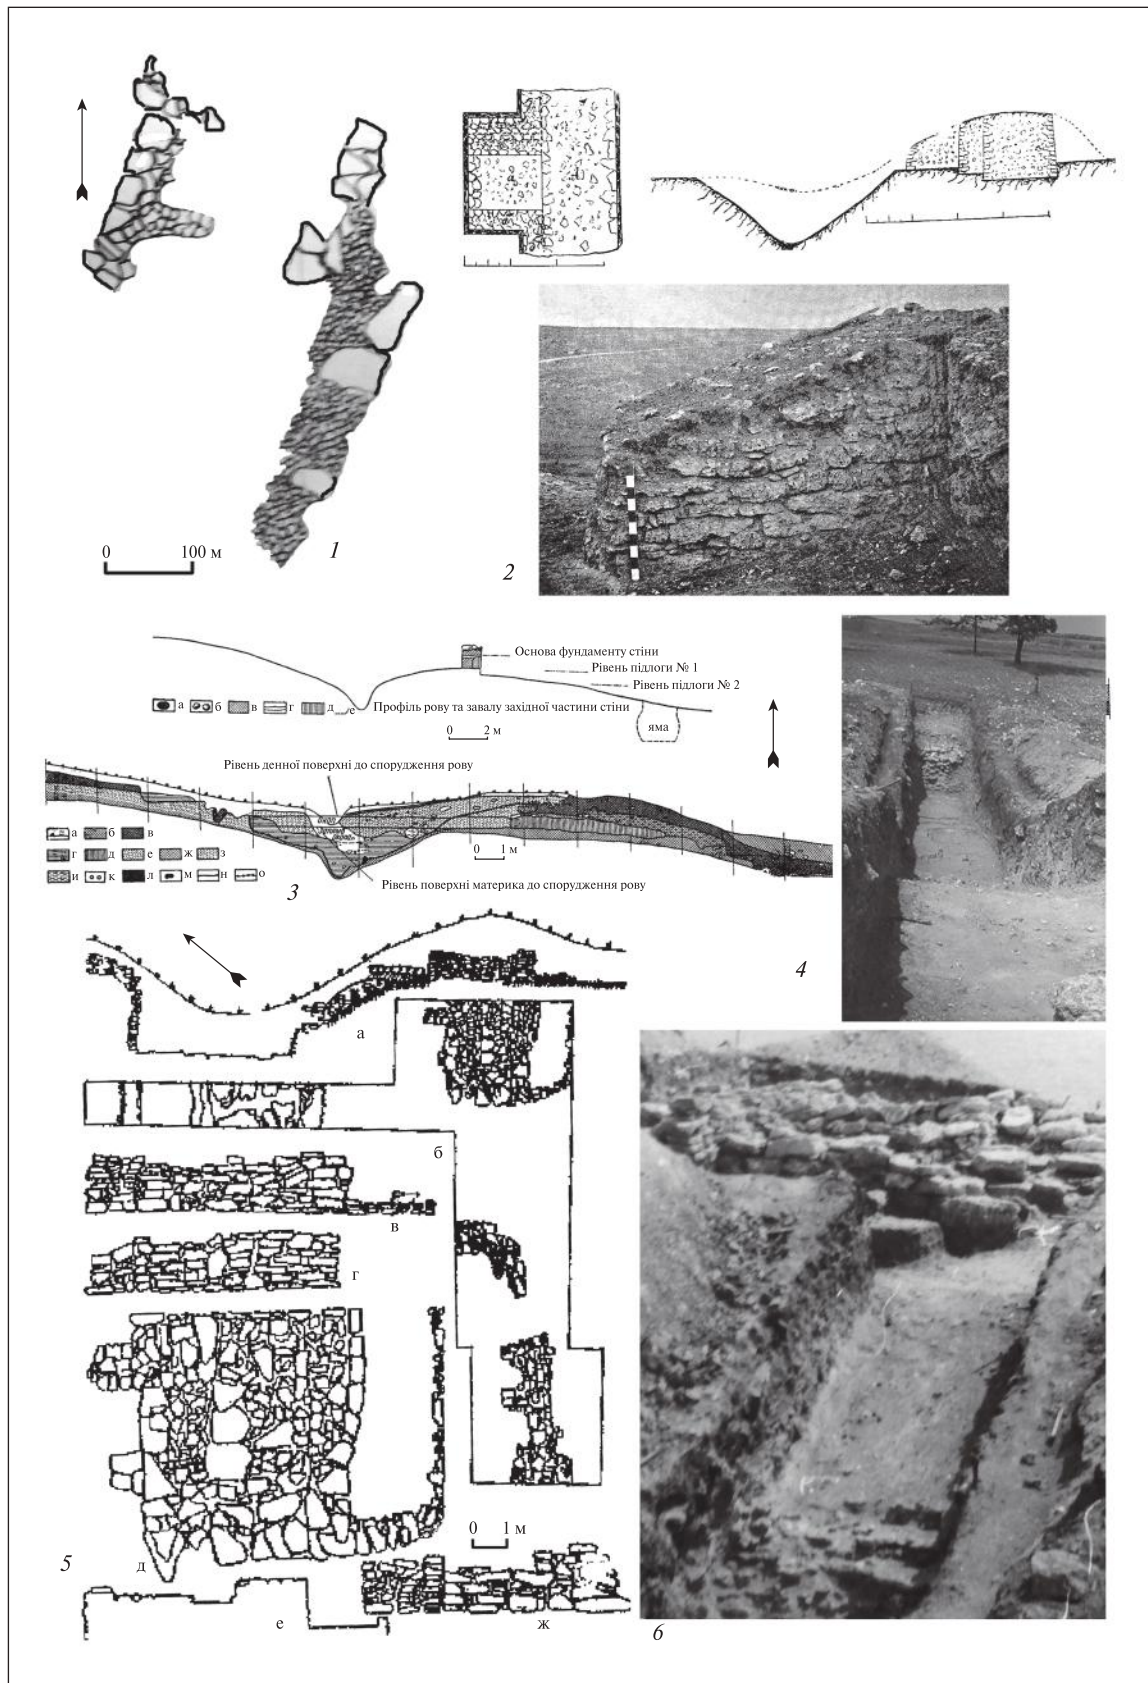 0 100 м
1
2
Основа фундаменту стіни
Рівень підлоги № 1
Рівень підлоги № 2
а б в г д е Профіль рову та завалу західної частини стіни
0 2 м
яма
Рівень денної поверхні до спорудження рову
а б в
г д е ж з
и к л м н о
0 1 м
Рівень поверхні материка до спорудження рову
3
4
а
б
в
г
0 1 м
5
д
е
ж
6